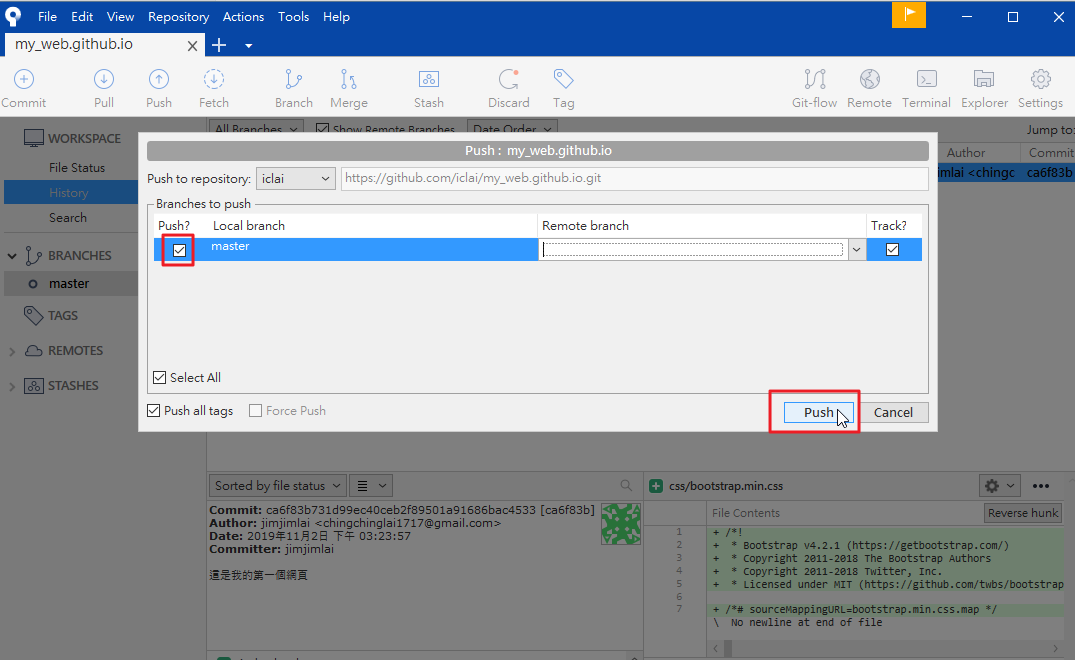 File Edit View Repository Actions Tools Help
my_web.github.io
Commit Pull Push Fetch Branch Merge Stash Discard Tag Git-flow Remote Terminal Explorer Settings
WORKSPACE
File Status
History
Search
BRANCHES
master
TAGS
REMOTES
STASHES
All Branches Show Remote Branches Date Order Jump to:
Author Commit
imlai <chingc ca6f83b
Push : my_web.github.io
Push to repository: iclai https://github.com/iclai/my_web.github.io.git
Branches to push
Push? Local branch Remote branch Track?
master
Select All
Push all tags Force Push Push Cancel
Sorted by file status
Commit: ca6f83b731d99ec40ceb2f89501a91686bac4533 [ca6f83b]
Author: jimjimlai <chingchinglai1717@gmail.com>
Date: 2019年11月2日 下午 03:23:57
Committer: jimjimlai
這是我的第一個網頁
css/bootstrap.min.css
File Contents Reverse hunk
1 + /*!
2 + * Bootstrap v4.2.1 (https://getbootstrap.com/)
3 + * Copyright 2011-2018 The Bootstrap Authors
4 + * Copyright 2011-2018 Twitter, Inc.
5 + * Licensed under MIT (https://github.com/twbs/bootstrap
6
7 + /*# sourceMappingURL=bootstrap.min.css.map */
\ No newline at end of file